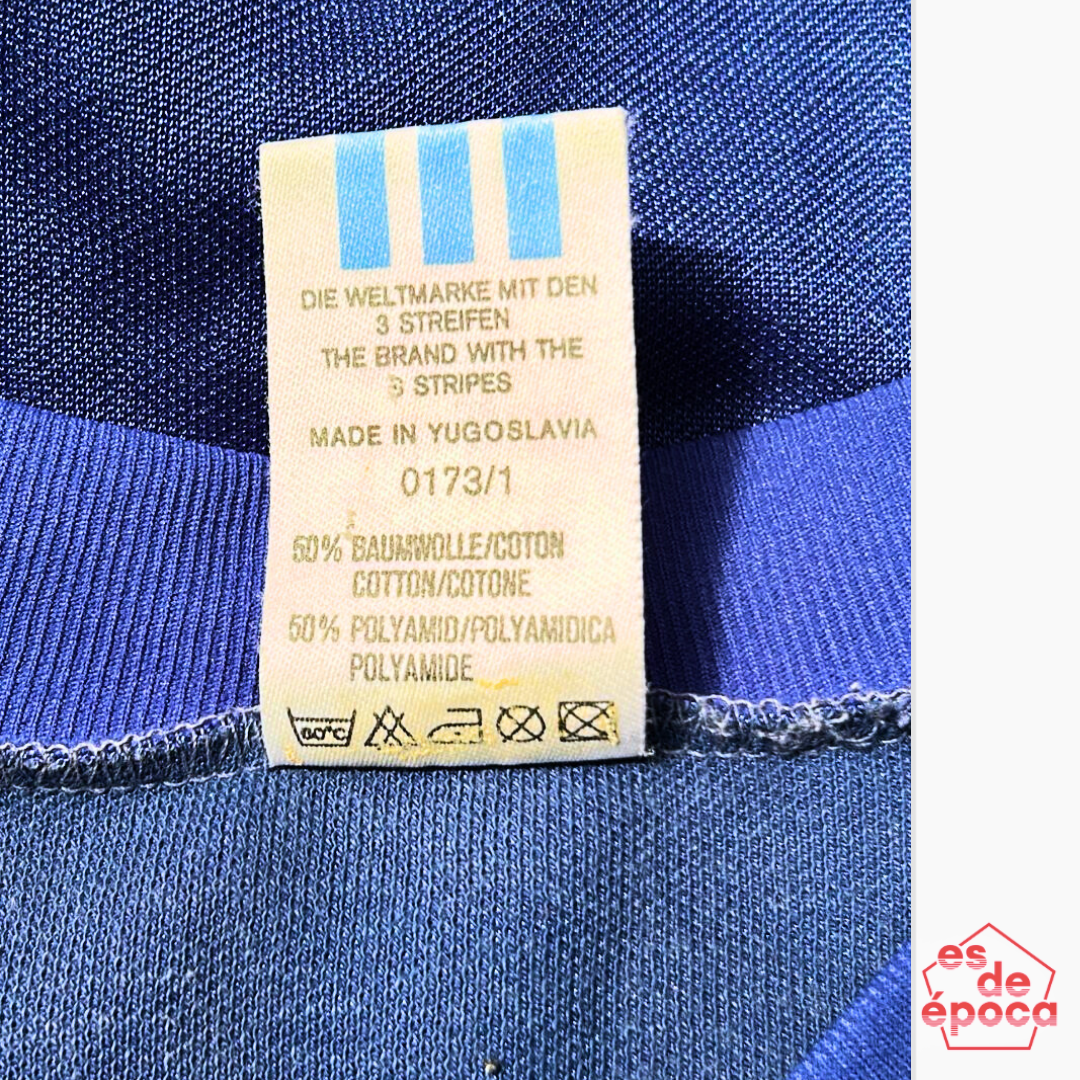 DIE WELTMARKE MIT DEN
3 STREIFEN
THE BRAND WITH THE
3 STRIPES
MADE IN YUGOSLAVIA
0173/1
50% BAUMWOLLE/COTON
COTTON/COTONE
50% POLYAMID/POLYAMIDICA
POLYAMIDE
60°C
es
de
época